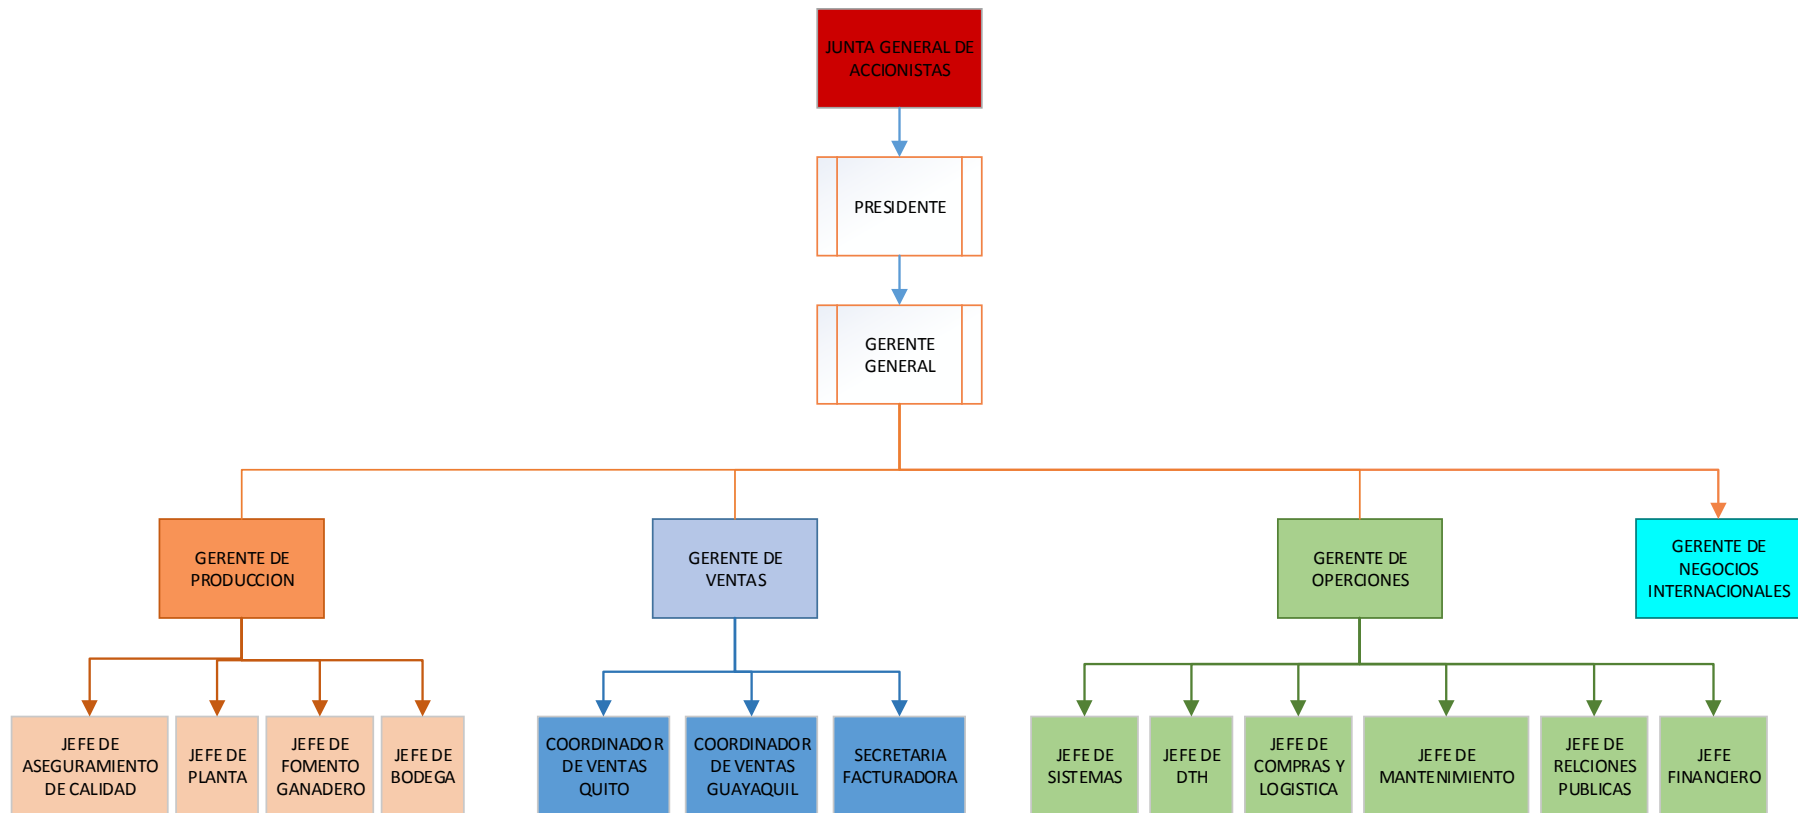 JUNTA GENERAL DE
ACCIONISTAS
PRESIDENTE
GERENTE
GENERAL
GERENTE DE
PRODUCCION
GERENTE DE
VENTAS
GERENTE DE
OPERCIONES
GERENTE DE
NEGOCIOS
INTERNACIONALES
JEFE DE
ASEGURAMIENTO
DE CALIDAD
JEFE DE
PLANTA
JEFE DE
FOMENTO
GANADERO
JEFE DE
BODEGA
COORDINADOR
DE VENTAS
QUITO
COORDINADOR
DE VENTAS
GUAYAQUIL
SECRETARIA
FACTURADORA
JEFE DE
SISTEMAS
JEFE DE
DTH
JEFE DE
COMPRAS Y
LOGISTICA
JEFE DE
MANTENIMIENTO
JEFE DE
RELCIONES
PUBLICAS
JEFE
FINANCIERO